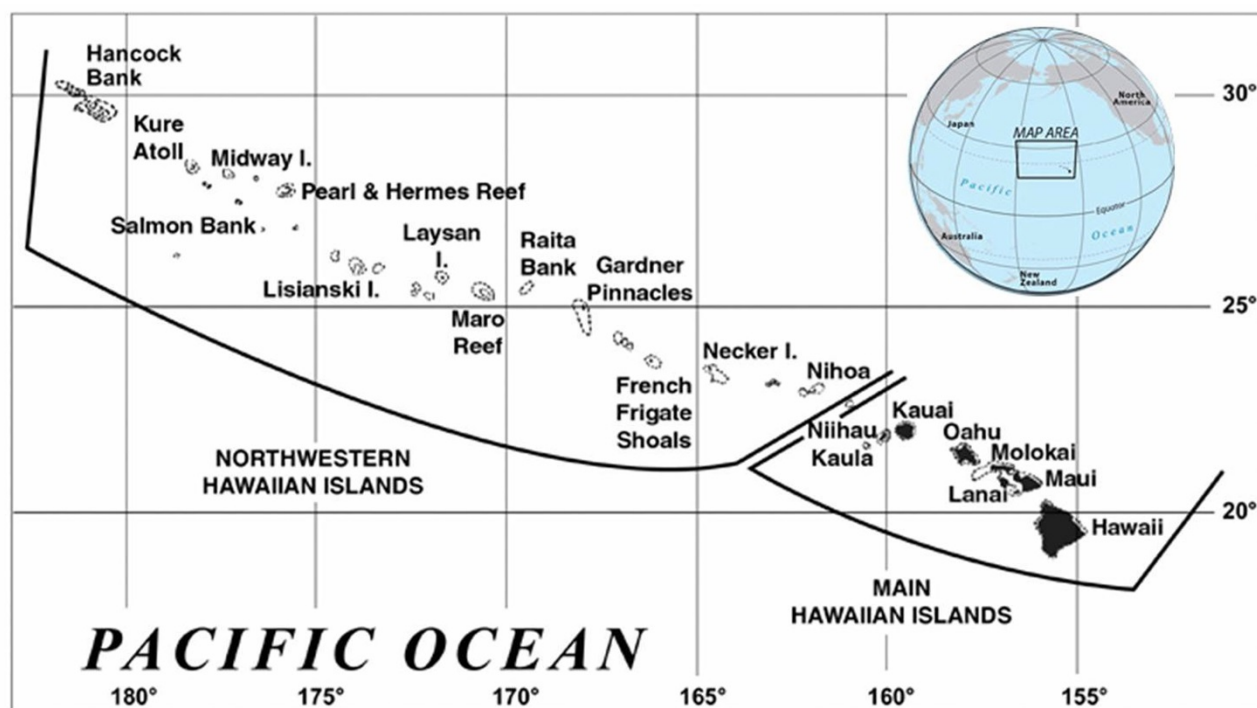 Hancock
Bank
Kure
Atoll
Midway I.
Pearl & Hermes Reef
Salmon Bank
Lisianski I.
Laysan
I.
Maro
Reef
Raita
Bank
Gardner
Pinnacles
French
Frigate
Shoals
Necker I.
Nihoa
Niihau
Kaula
Kauai
Oahu
Molokai
Maui
Lanai
Hawaii
NORTHWESTERN
HAWAIIAN ISLANDS
MAIN
HAWAIIAN ISLANDS
PACIFIC OCEAN
30°
25°
20°
180°
175°
170°
165°
160°
155°
North
America
Japan
MAP AREA
Pacific
Equator
Ocean
Australia
New
Zealand